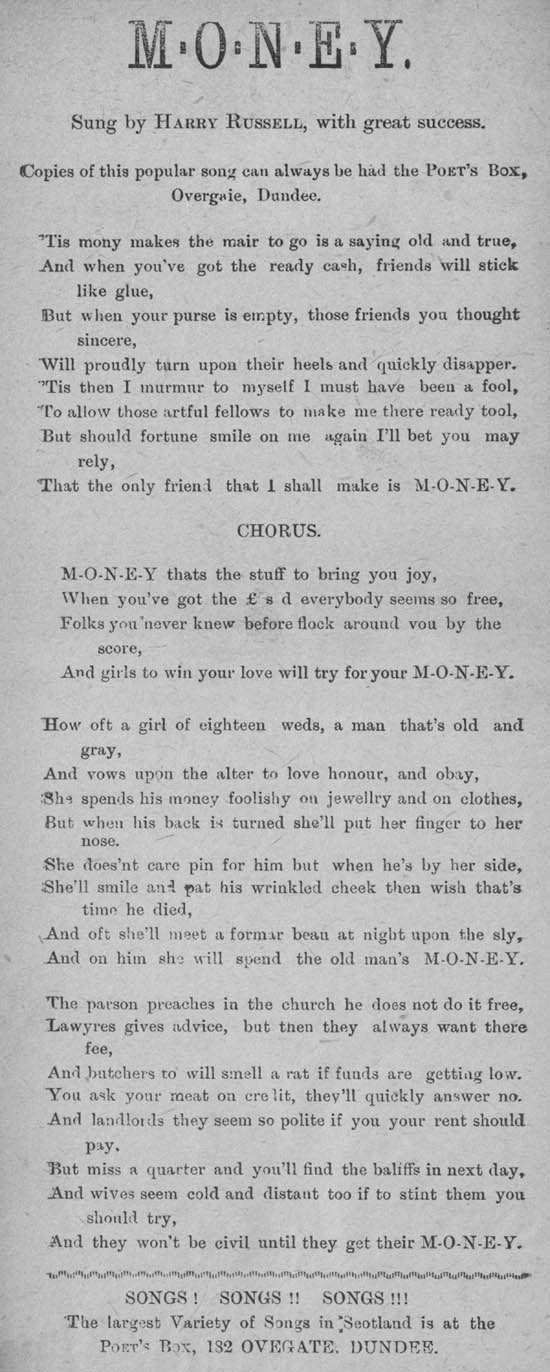 M·O·N·E·Y.
Sung by HARRY RUSSELL, with great success.
Copies of this popular song can always be had the POET'S BOX,
Overgaie, Dundee.
'Tis mony makes the mair to go is a saying old and true,
And when you've got the ready cash, friends will stick
like glue,
But when your purse is empty, those friends you thought
sincere,
Will proudly turn upon their heels and quickly disapper.
'Tis then I murmur to myself I must have been a fool,
To allow those artful fellows to make me there ready tool,
But should fortune smile on me again I'll bet you may
rely,
That the only friend that I shall make is M-O-N-E-Y.
CHORUS.
M-O-N-E-Y thats the stuff to bring you joy,
When you've got the £ s d everybody seems so free,
Folks you never knew before flock around you by the
score,
And girls to win your love will try for your M-O-N-E-Y.
How oft a girl of eighteen weds, a man that's old and
gray,
And vows upon the alter to love honour, and obay,
She spends his money foolishy on jewellry and on clothes,
But when his back is turned she'll put her finger to her
nose.
She does'nt care pin for him but when he's by her side,
She'll smile and pat his wrinkled cheek then wish that's
time he died,
And oft she'll meet a formar beau at night upon the sly,
And on him she will spend the old man's M-O-N-E-Y.
The parson preaches in the church he does not do it free,
Lawyres gives advice, but tnen they always want there
fee,
And butchers to will smell a rat if funds are getting low.
You ask your meat on credit, they'll quickly answer no.
And landlords they seem so polite if you your rent should
pay,
But miss a quarter and you'll find the baliffs in next day,
And wives seem cold and distant too if to stint them you
should try,
And they won't be civil until they get their M-O-N-E-Y.
SONGS ! SONGS !! SONGS !!!
The largest Variety of Songs in Scotland is at the
POET'S BOX, 182 OVEGATE, DUNDEE.